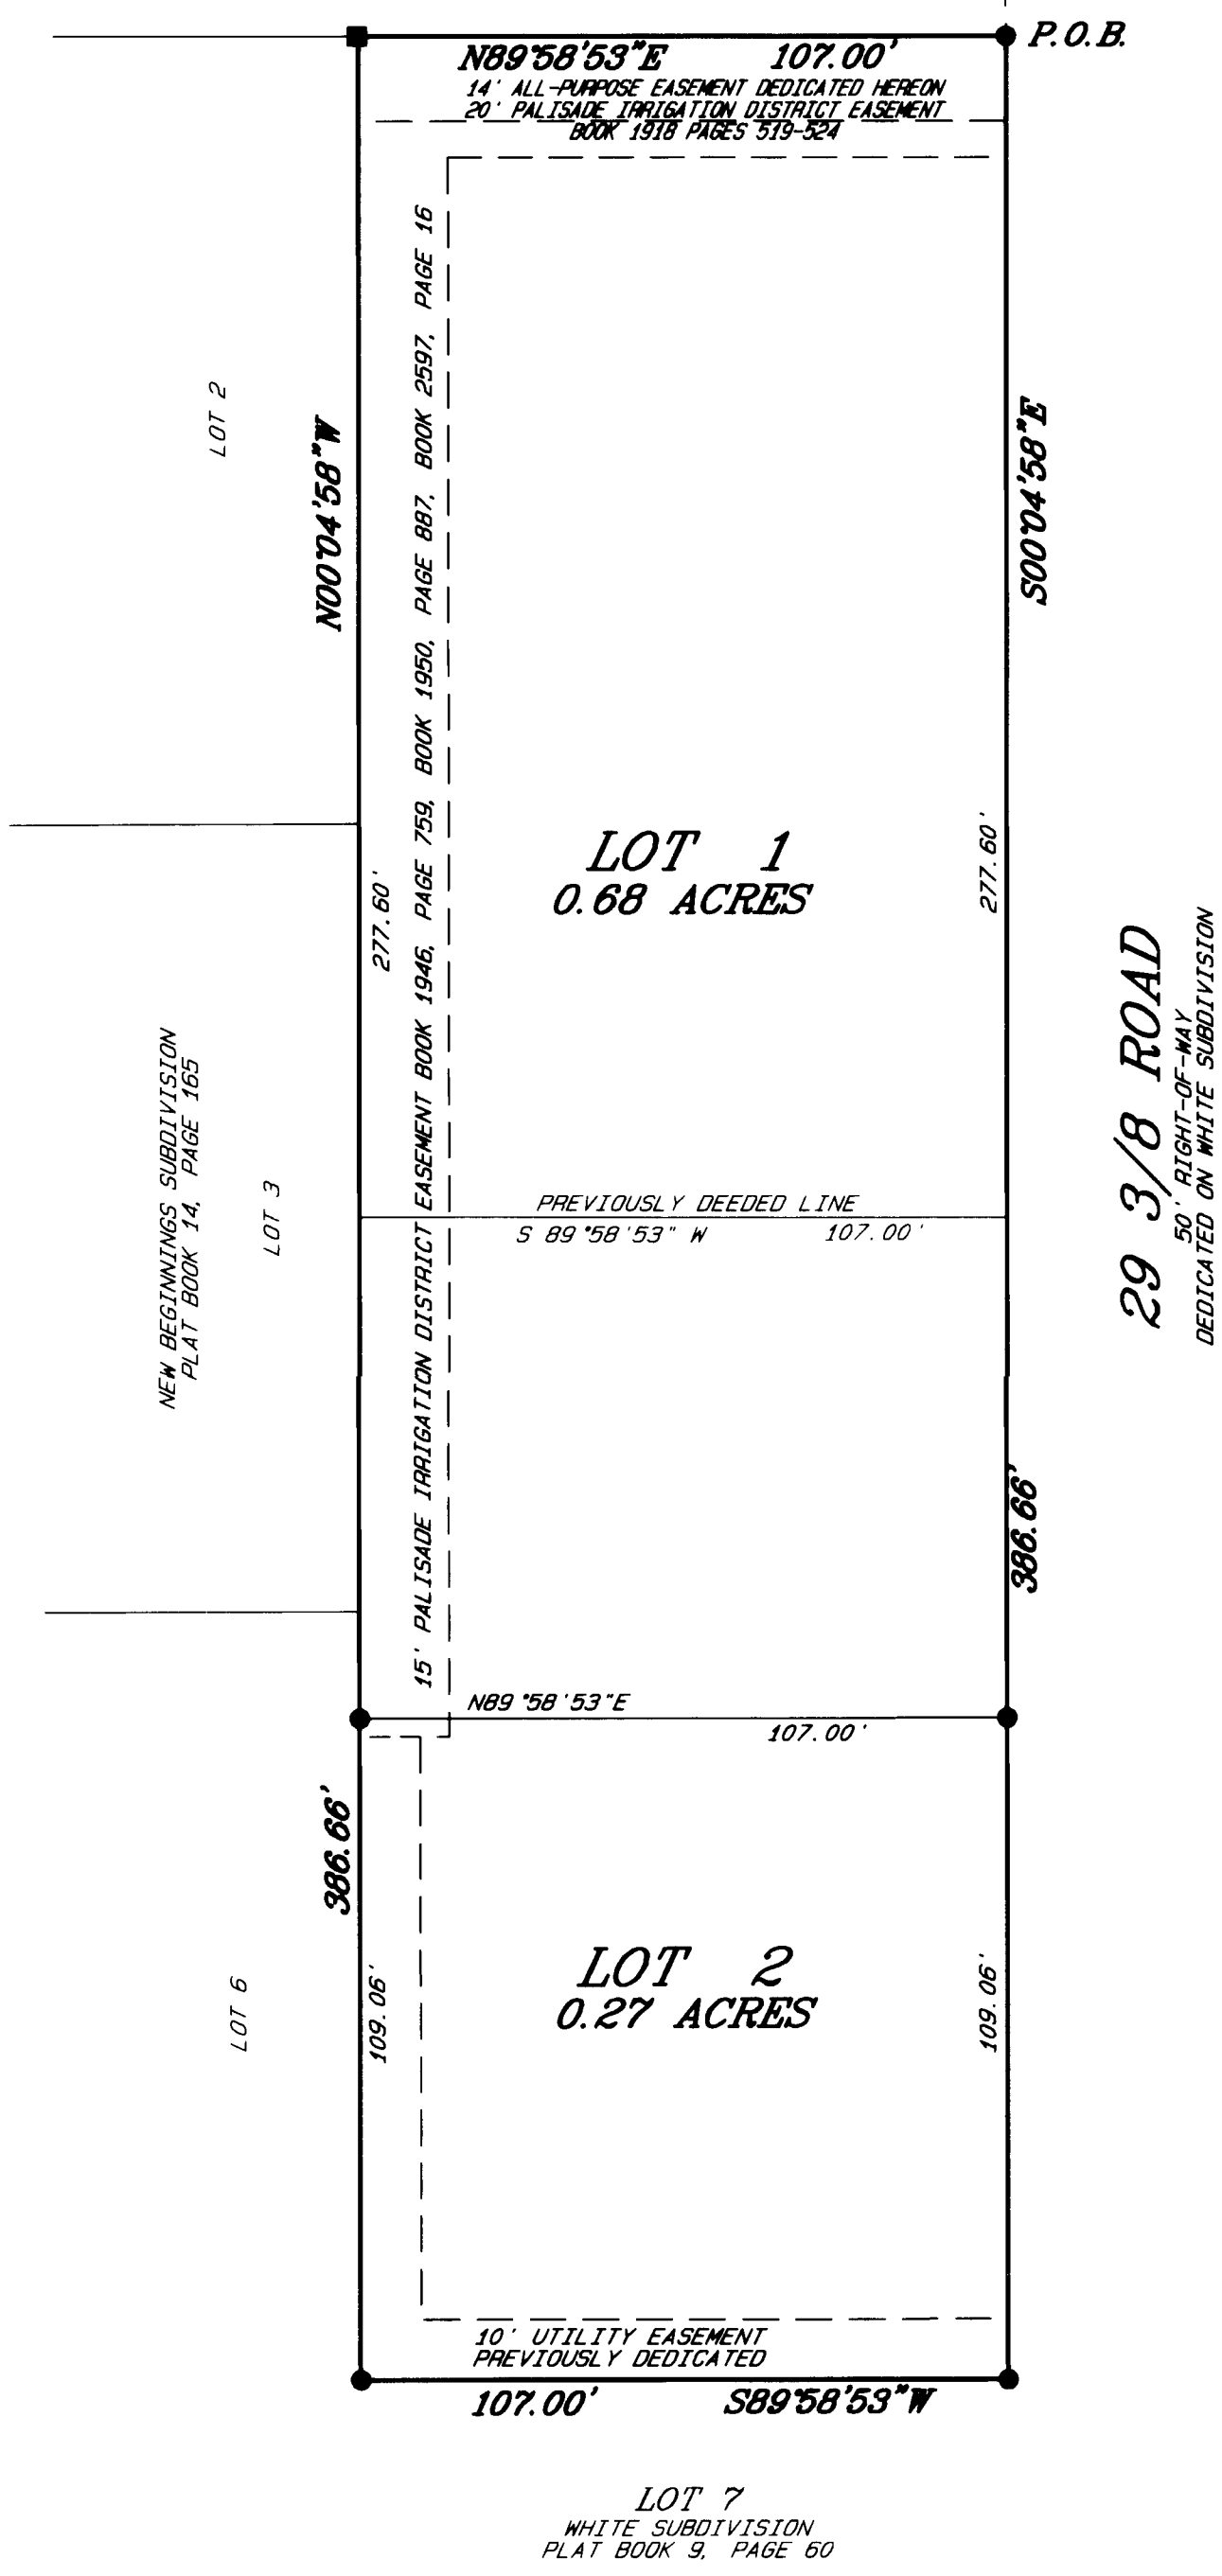 P.O.B.
N89°58'53"E 107.00'
14' ALL-PURPOSE EASEMENT DEDICATED HEREON
20' PALISADE IRRIGATION DISTRICT EASEMENT
BOOK 1918 PAGES 519-524
15' PALISADE IRRIGATION DISTRICT EASEMENT BOOK 1946, PAGE 759, BOOK 1950, PAGE 887, BOOK 2597, PAGE 16
LOT 2
N00°04'58"W
S00°04'58"E
LOT 1
0.68 ACRES
277.60'
277.60'
29 3/8 ROAD
50' RIGHT-OF-WAY
DEDICATED ON WHITE SUBDIVISION
NEW BEGINNINGS SUBDIVISION
PLAT BOOK 14, PAGE 165
LOT 3
PREVIOUSLY DEEDED LINE
S 89°58'53" W 107.00'
386.66'
N89°58'53"E
107.00'
386.66'
LOT 2
0.27 ACRES
LOT 6
109.06'
109.06'
10' UTILITY EASEMENT
PREVIOUSLY DEDICATED
107.00' S89°58'53"W
LOT 7
WHITE SUBDIVISION
PLAT BOOK 9, PAGE 60